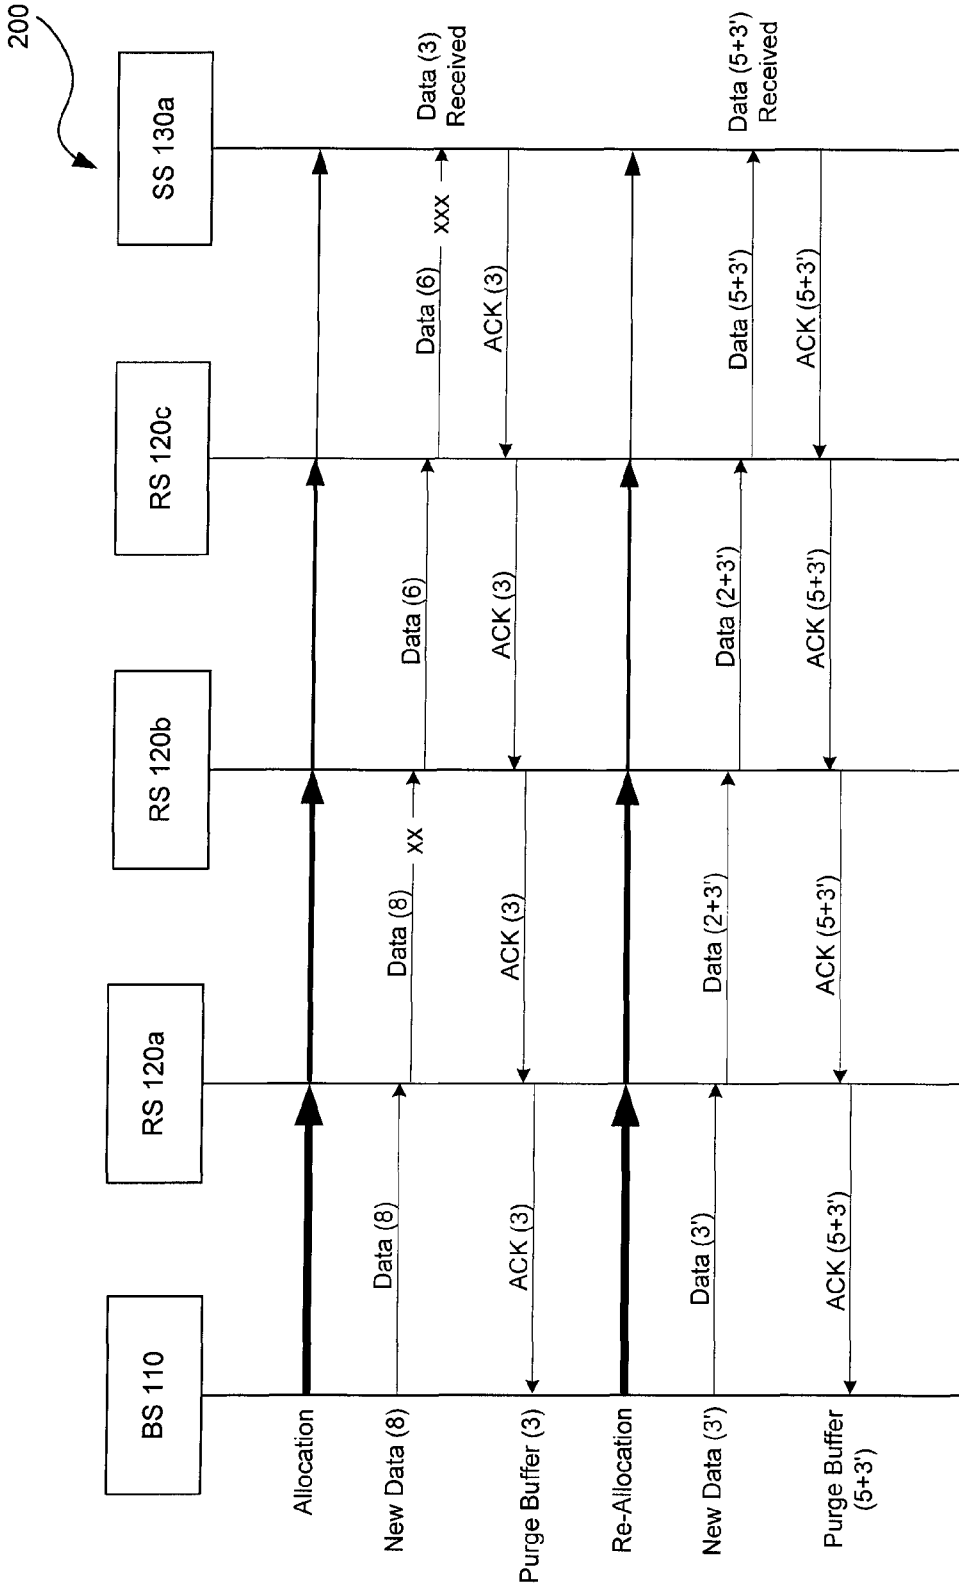 200
BS 110
RS 120a
RS 120b
RS 120c
SS 130a
Allocation
New Data (8)
Data (8)
Data (8)
xx
Data (6)
Data (6)
xxx
Data (3)
Received
Purge Buffer (3)
ACK (3)
ACK (3)
ACK (3)
ACK (3)
Re-Allocation
New Data (3')
Data (3')
Data (2+3')
Data (2+3')
Data (5+3')
Data (5+3')
Received
Purge Buffer
(5+3')
ACK (5+3')
ACK (5+3')
ACK (5+3')
ACK (5+3')